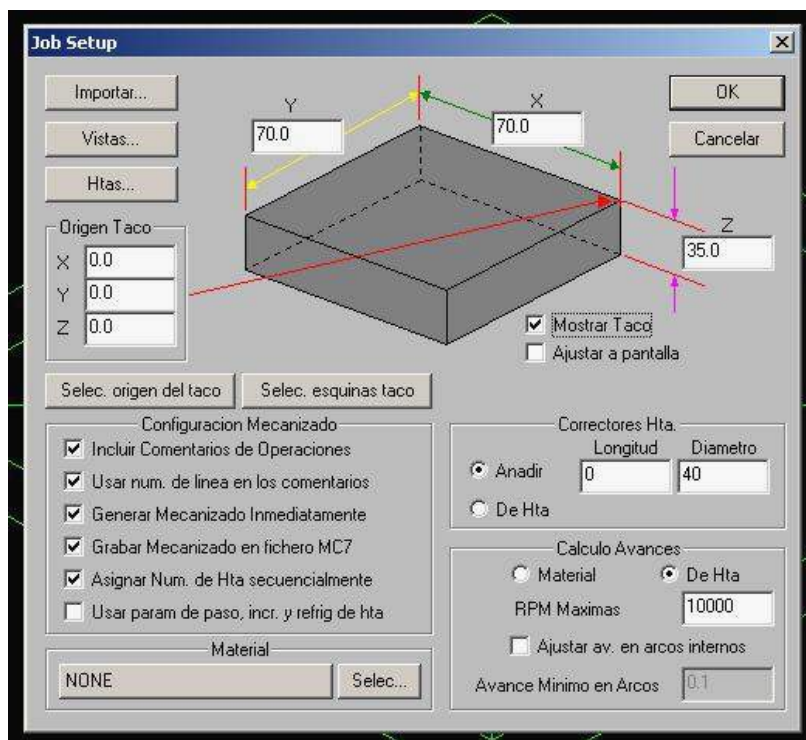 Job Setup
Importar...
Vistas...
Htas...
Y
70.0
X
70.0
OK
Cancelar
Z
35.0
Origen Taco
X 0.0
Y 0.0
Z 0.0
Mostrar Taco
Ajustar a pantalla
Selec. origen del taco
Selec. esquinas taco
Configuracion Mecanizado
Incluir Comentarios de Operaciones
Usar num. de linea en los comentarios
Generar Mecanizado Inmediatamente
Grabar Mecanizado en fichero MC7
Asignar Num. de Hta secuencialmente
Usar param de paso, incr. y refrig de hta
Material
NONE
Selec...
Correctores Hta.
Longitud Diametro
Anadir 0 40
De Hta
Calculo Avances
Material De Hta
RPM Maximas 10000
Ajustar av. en arcos internos
Avance Minimo en Arcos 0.1